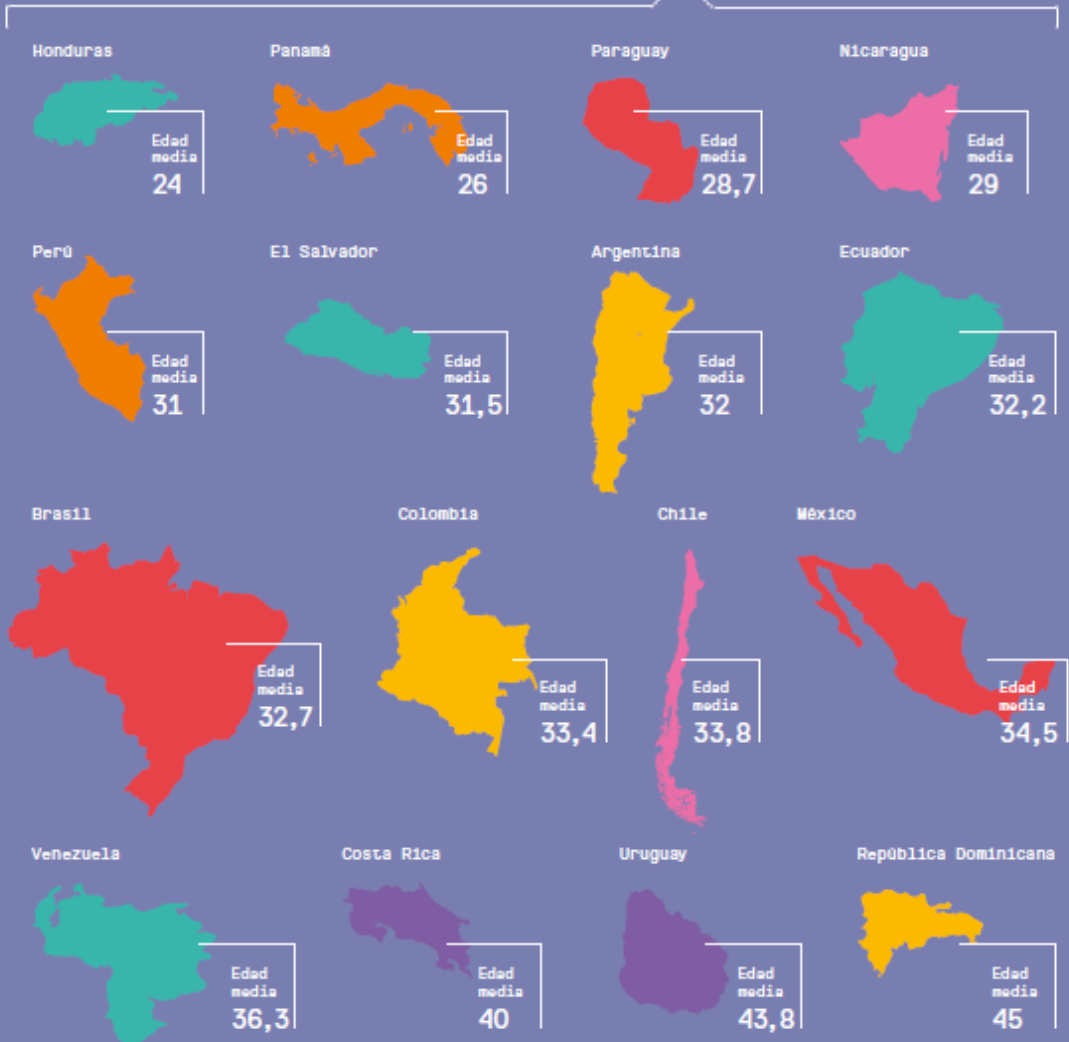 Honduras
Edad
media
24
Panamá
Edad
media
26
Paraguay
Edad
media
28,7
Nicaragua
Edad
media
29
Perú
Edad
media
31
El Salvador
Edad
media
31,5
Argentina
Edad
media
32
Ecuador
Edad
media
32,2
Brasil
Edad
media
32,7
Colombia
Edad
media
33,4
Chile
Edad
media
33,8
México
Edad
media
34,5
Venezuela
Edad
media
36,3
Costa Rica
Edad
media
40
Uruguay
Edad
media
43,8
República Dominicana
Edad
media
45